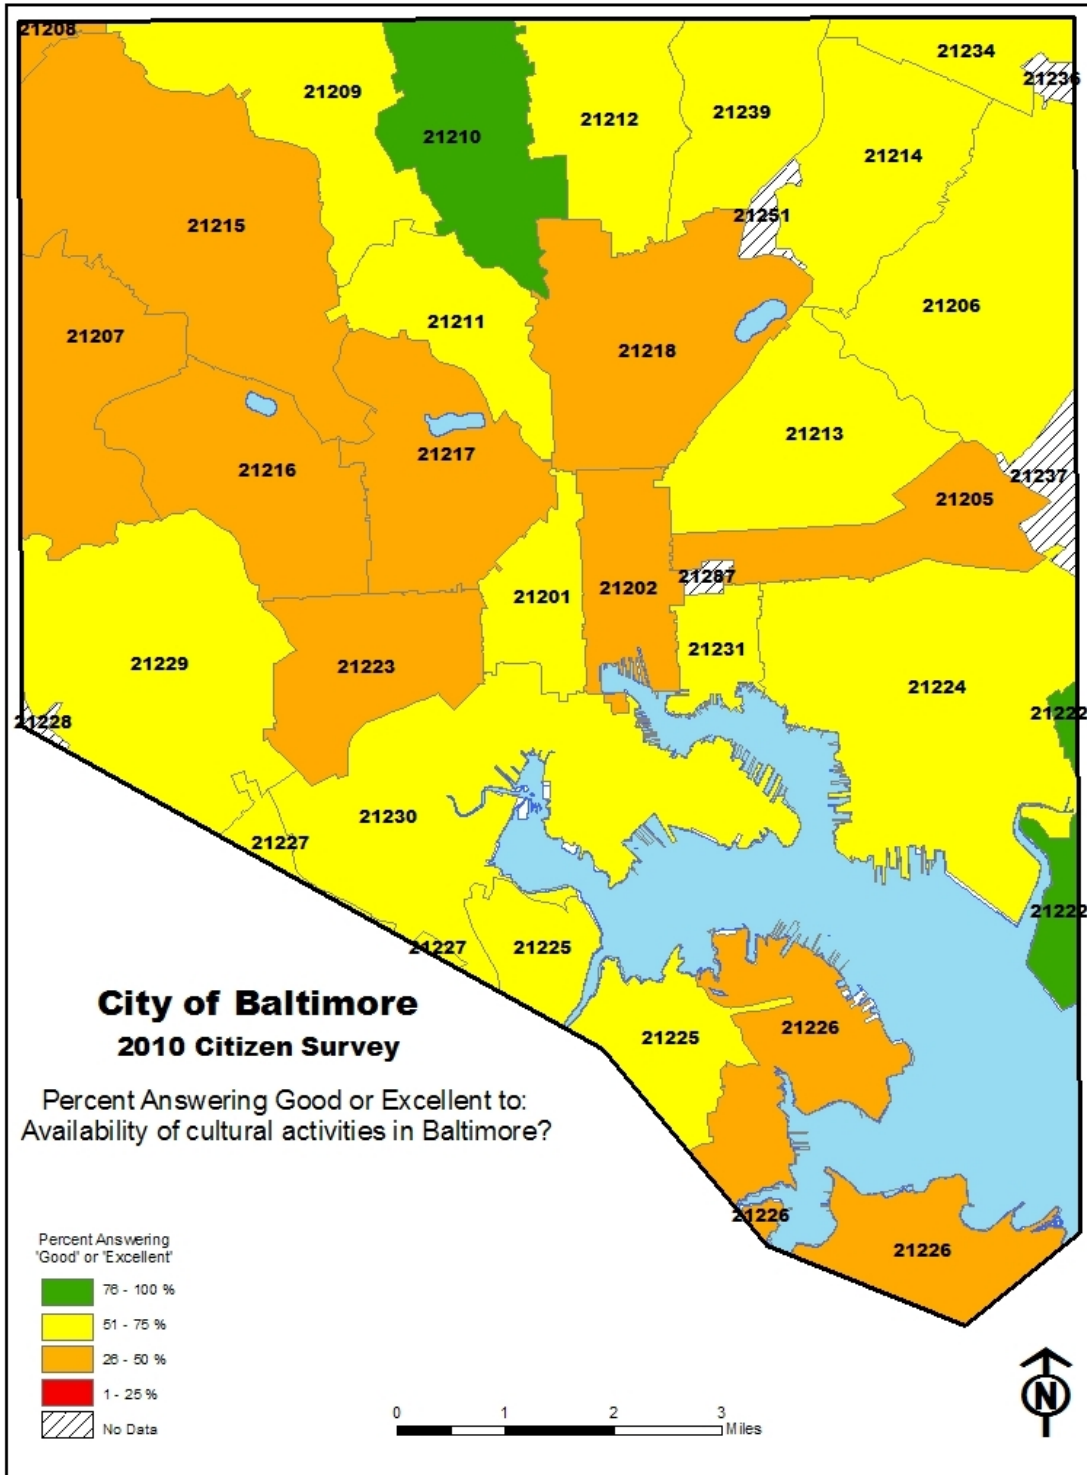 21208
21234
21236
21209
21212
21239
21210
21214
21251
21215
21206
21211
21207
21218
21213
21217
21216
21237
21205
21287
21202
21201
21231
21229
21223
21224
21222
21228
21230
21227
21222
21227
21225
City of Baltimore
2010 Citizen Survey
21226
21225
Percent Answering Good or Excellent to:
Availability of cultural activities in Baltimore?
21226
21226
Percent Answering
'Good' or 'Excellent'
76 - 100 %
51 - 75 %
26 - 50 %
1 - 25 %
No Data
0 1 2 3
Miles
N